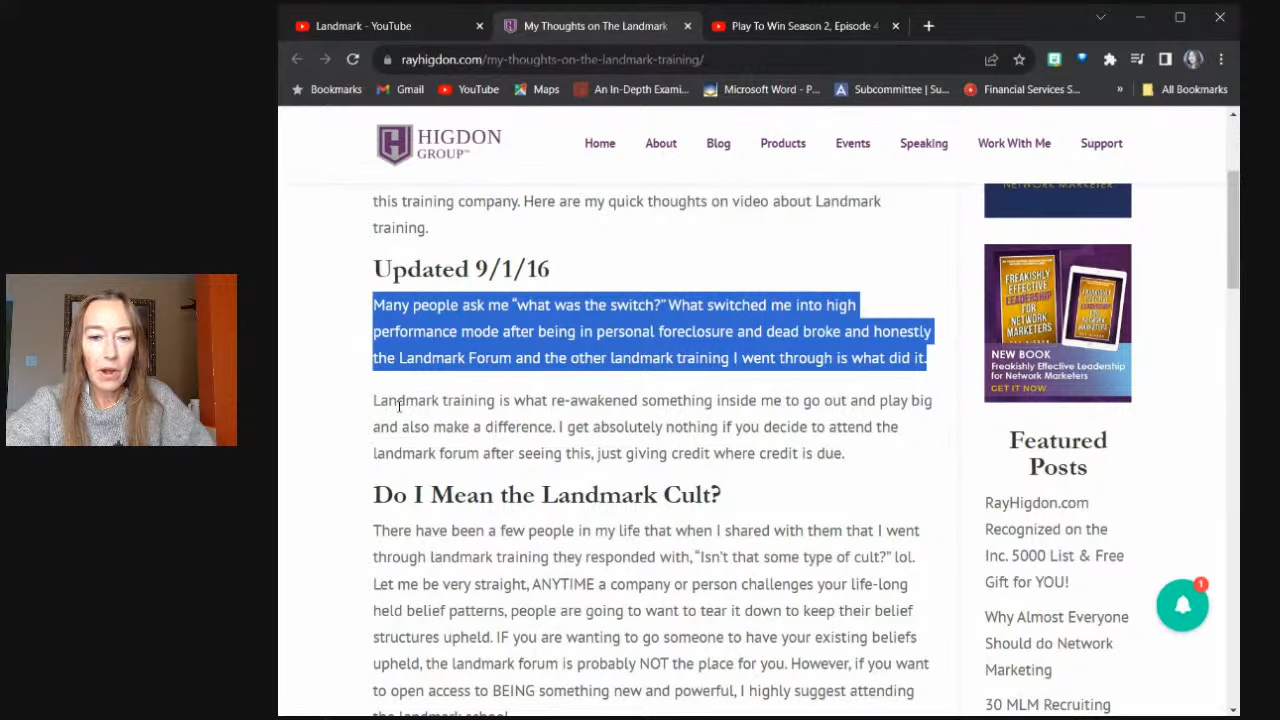 Landmark - YouTube
My Thoughts on The Landmark
Play To Win Season 2, Episode 4
rayhigdon.com/my-thoughts-on-the-landmark-training/
Bookmarks
Gmail
YouTube
Maps
An In-Depth Exami...
Microsoft Word - P...
Subcommittee | Su...
Financial Services S...
»
All Bookmarks
HIGDON
GROUP™
Home
About
Blog
Products
Events
Speaking
Work With Me
Support
this training company. Here are my quick thoughts on video about Landmark
training.
Updated 9/1/16
Many people ask me “what was the switch?” What switched me into high
performance mode after being in personal foreclosure and dead broke and honestly
the Landmark Forum and the other landmark training I went through is what did it.
Landmark training is what re-awakened something inside me to go out and play big
and also make a difference. I get absolutely nothing if you decide to attend the
landmark forum after seeing this, just giving credit where credit is due.
Do I Mean the Landmark Cult?
There have been a few people in my life that when I shared with them that I went
through landmark training they responded with, “Isn’t that some type of cult?” lol.
Let me be very straight, ANYTIME a company or person challenges your life-long
held belief patterns, people are going to want to tear it down to keep their belief
structures upheld. IF you are wanting to go someone to have your existing beliefs
upheld, the landmark forum is probably NOT the place for you. However, if you want
to open access to BEING something new and powerful, I highly suggest attending
the landmark school
NETWORK MARKETER
FREAKISHLY
EFFECTIVE
LEADERSHIP
FOR
NETWORK
MARKETERS
NEW BOOK
Freakishly Effective Leadership
for Network Marketers
GET IT NOW
Featured
Posts
RayHigdon.com
Recognized on the
Inc. 5000 List & Free
Gift for YOU!
Why Almost Everyone
Should do Network
Marketing
30 MLM Recruiting
1